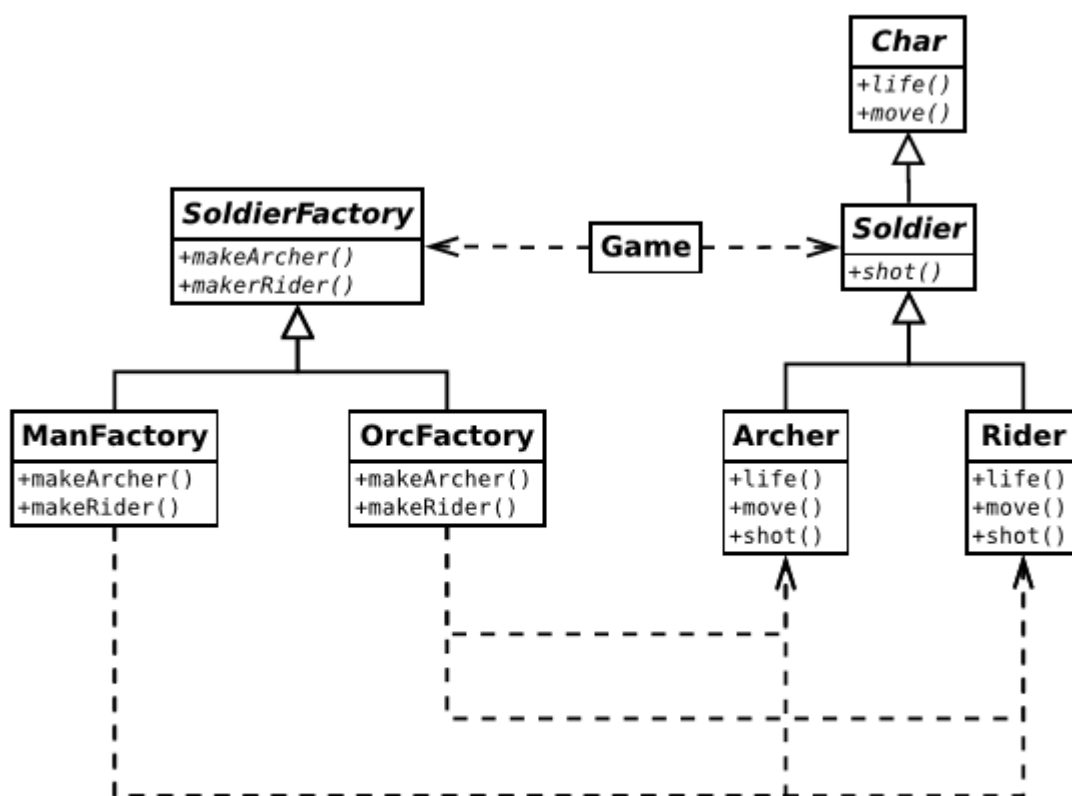 Char
+life()
+move()
SoldierFactory
+makeArcher()
+makerRider()
Game
Soldier
+shot()
ManFactory
+makeArcher()
+makeRider()
OrcFactory
+makeArcher()
+makeRider()
Archer
+life()
+move()
+shot()
Rider
+life()
+move()
+shot()